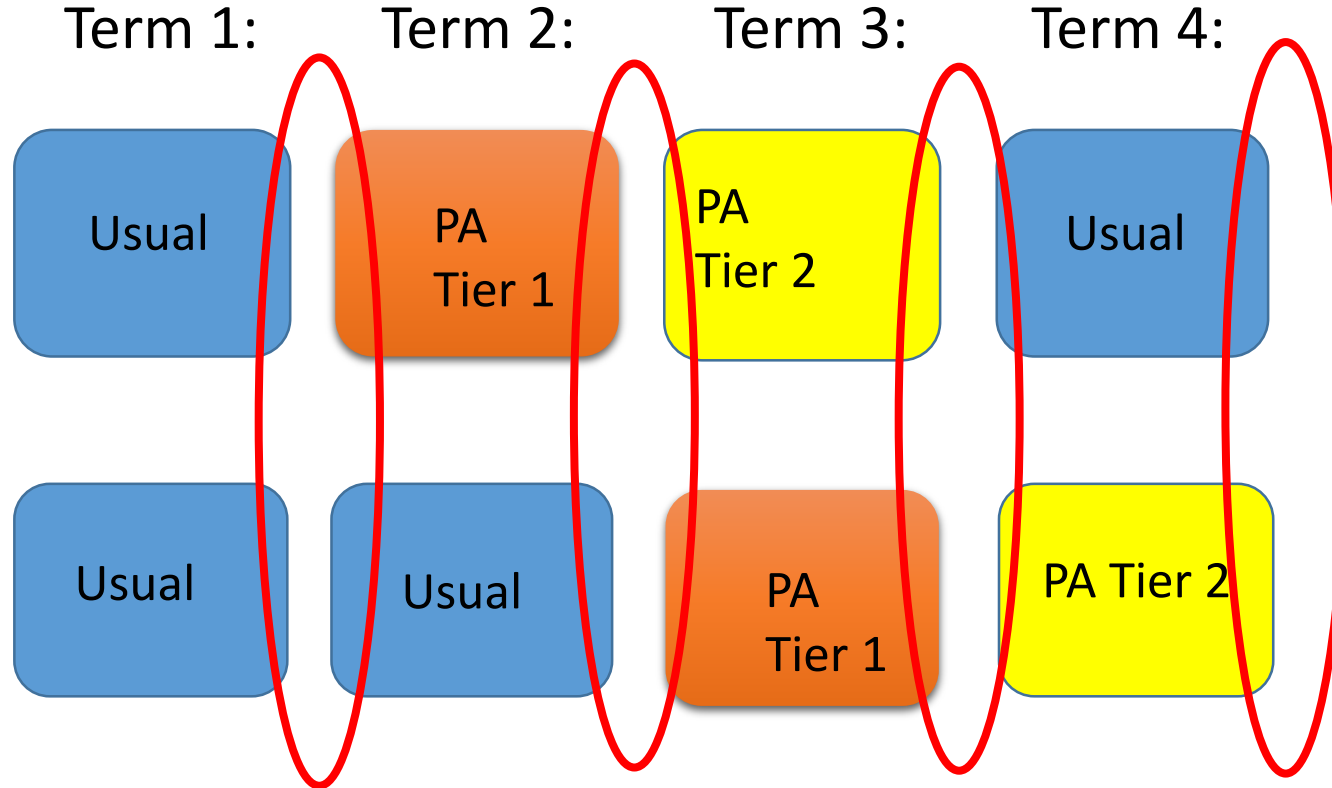 Term 1: Term 2: Term 3: Term 4:
Usual
PA
Tier 1
PA
Tier 2
Usual
Usual
Usual
PA
Tier 1
PA Tier 2